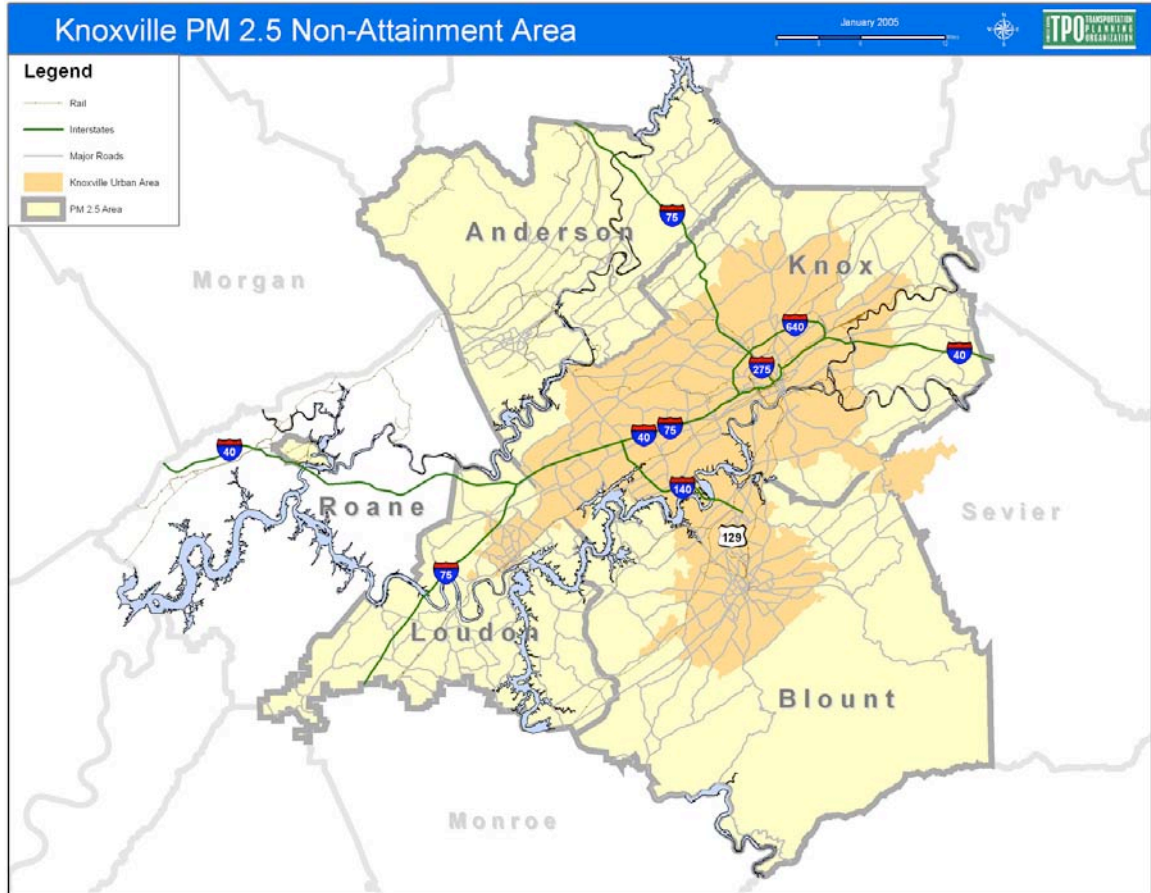 Knoxville PM 2.5 Non-Attainment Area
January 2005
TPO TRANSPORTATION
PLANNING
ORGANIZATION
Legend
Rail
Interstates
Major Roads
Knoxville Urban Area
PM 2.5 Area
Anderson
75
Knox
Morgan
640
275
40
40
75
40
140
Roane
Sevier
129
75
Loudon
Blount
Monroe